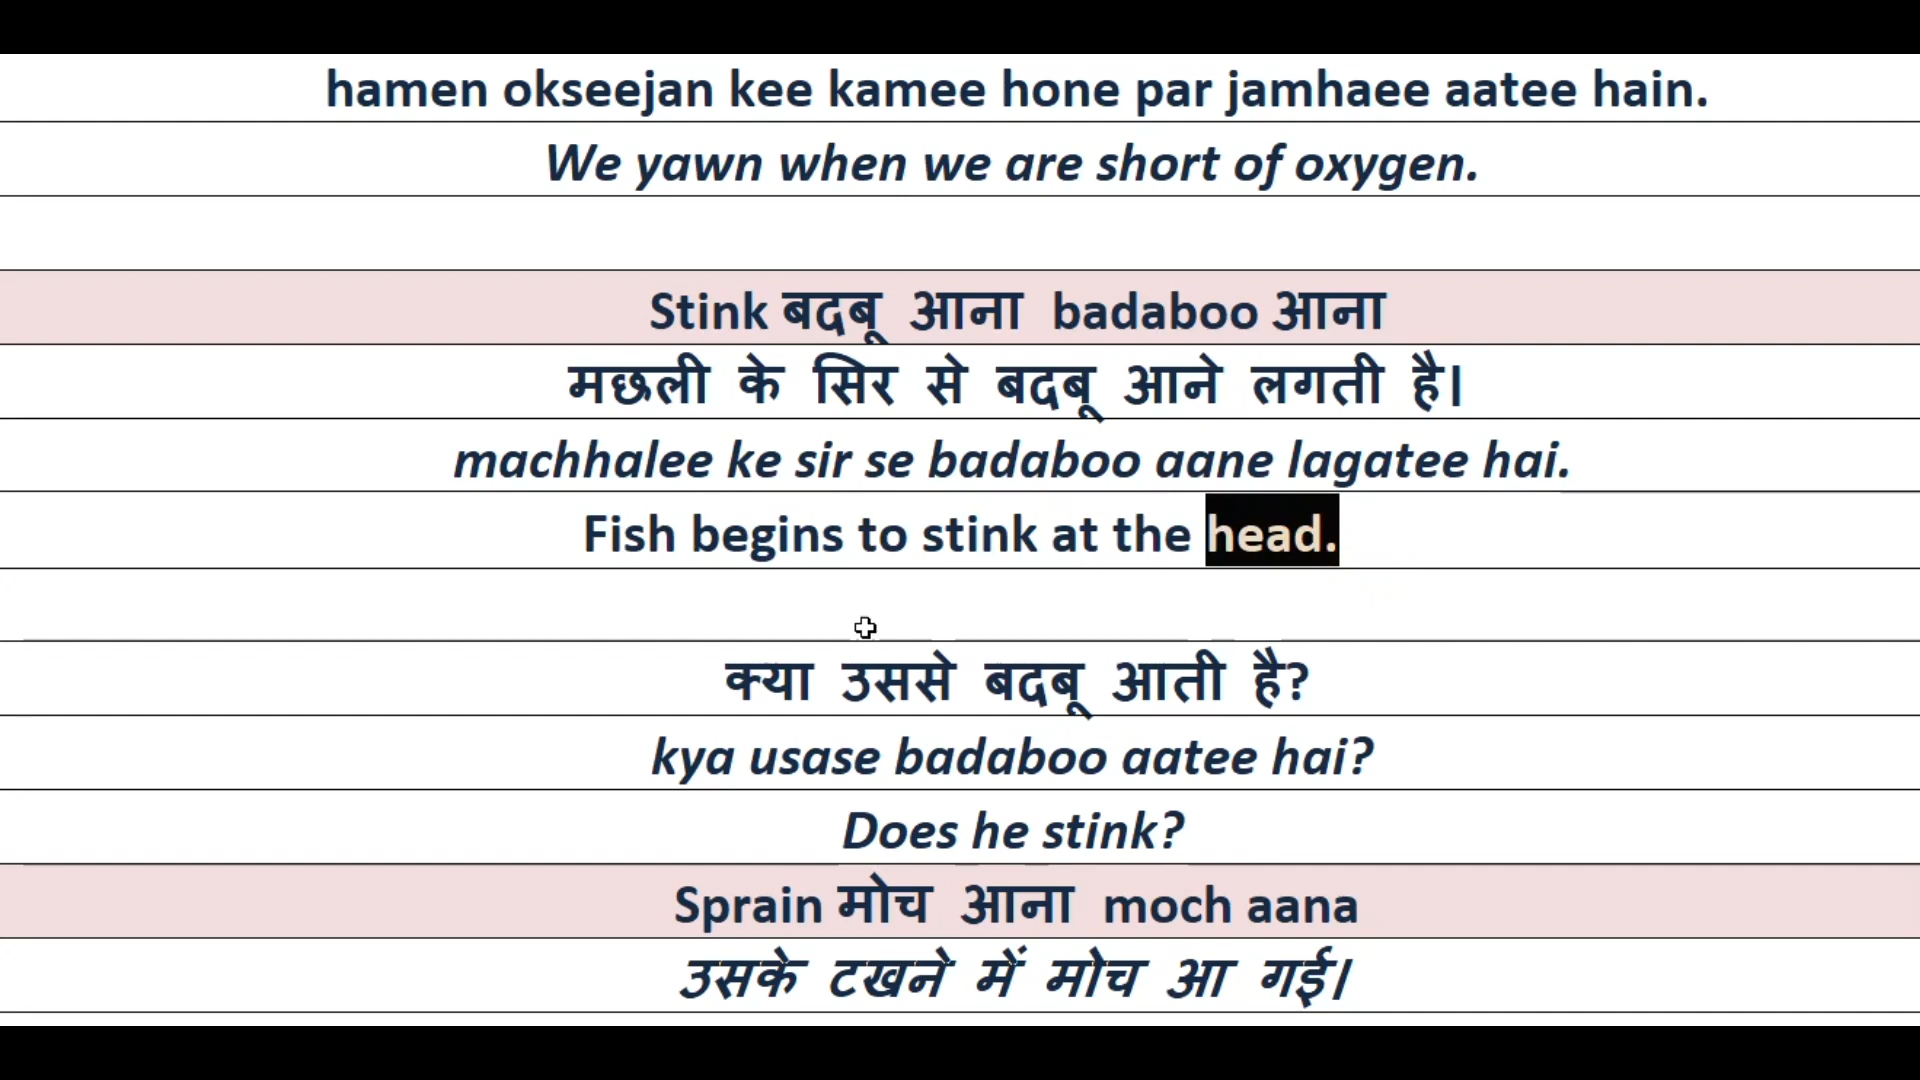 hamen okseejan kee kamee hone par jamhaee aatee hain.
We yawn when we are short of oxygen.
Stink बदबू आना badaboo आना
मछली के सिर से बदबू आने लगती है।
machhalee ke sir se badaboo aane lagatee hai.
Fish begins to stink at the head.
क्या उससे बदबू आती है?
kya usase badaboo aatee hai?
Does he stink?
Sprain मोच आना moch aana
उसके टखने में मोच आ गई।